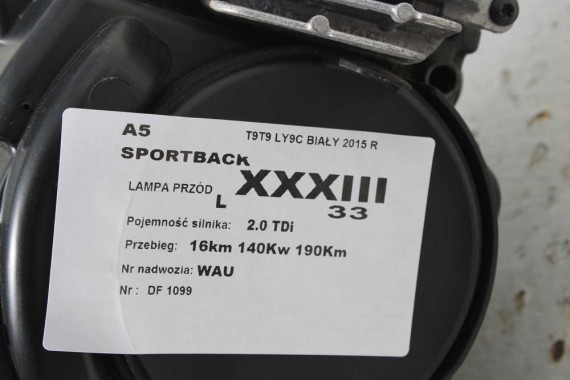 A5 T9T9 LY9C BIAŁY 2015 R
SPORTBACK
LAMPA PRZÓD L XXXIII
33
Pojemność silnika: 2.0 TDi
Przebieg: 16km 140Kw 190Km
Nr nadwozia: WAU
Nr : DF 1099